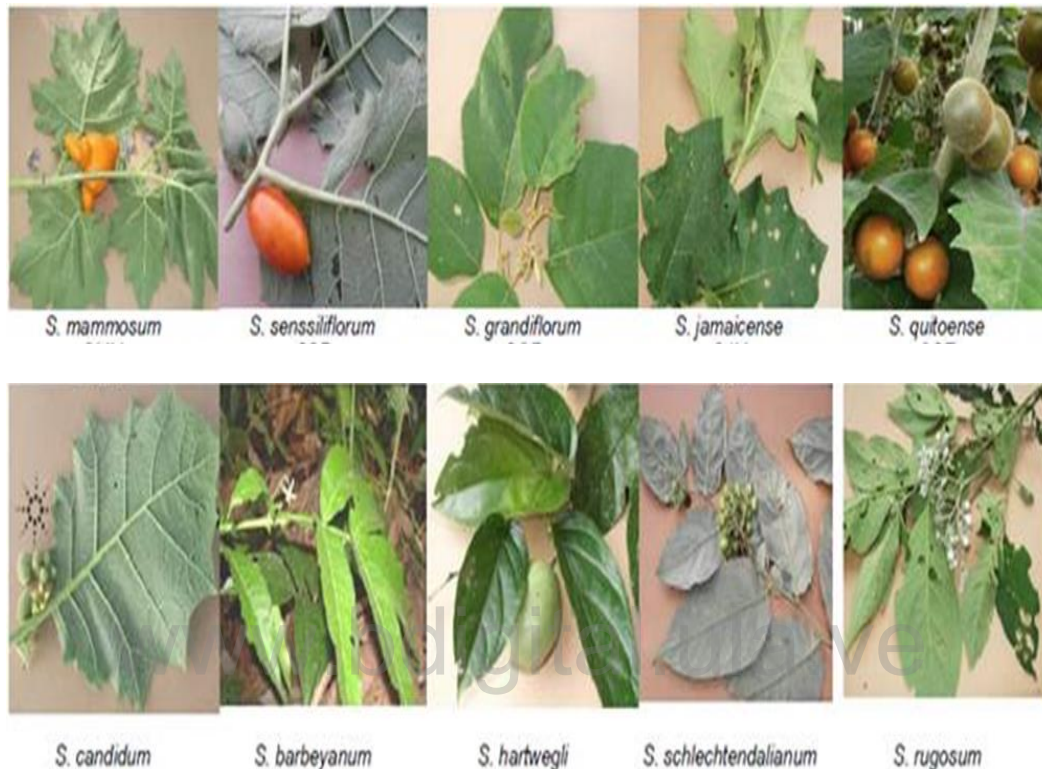 S. mammosum S. senssiliflorum S. grandiflorum S. jamaicense S. quitoense
S. candidum S. barbeyanum S. hartwegli S. schlechtendalianum S. rugosum